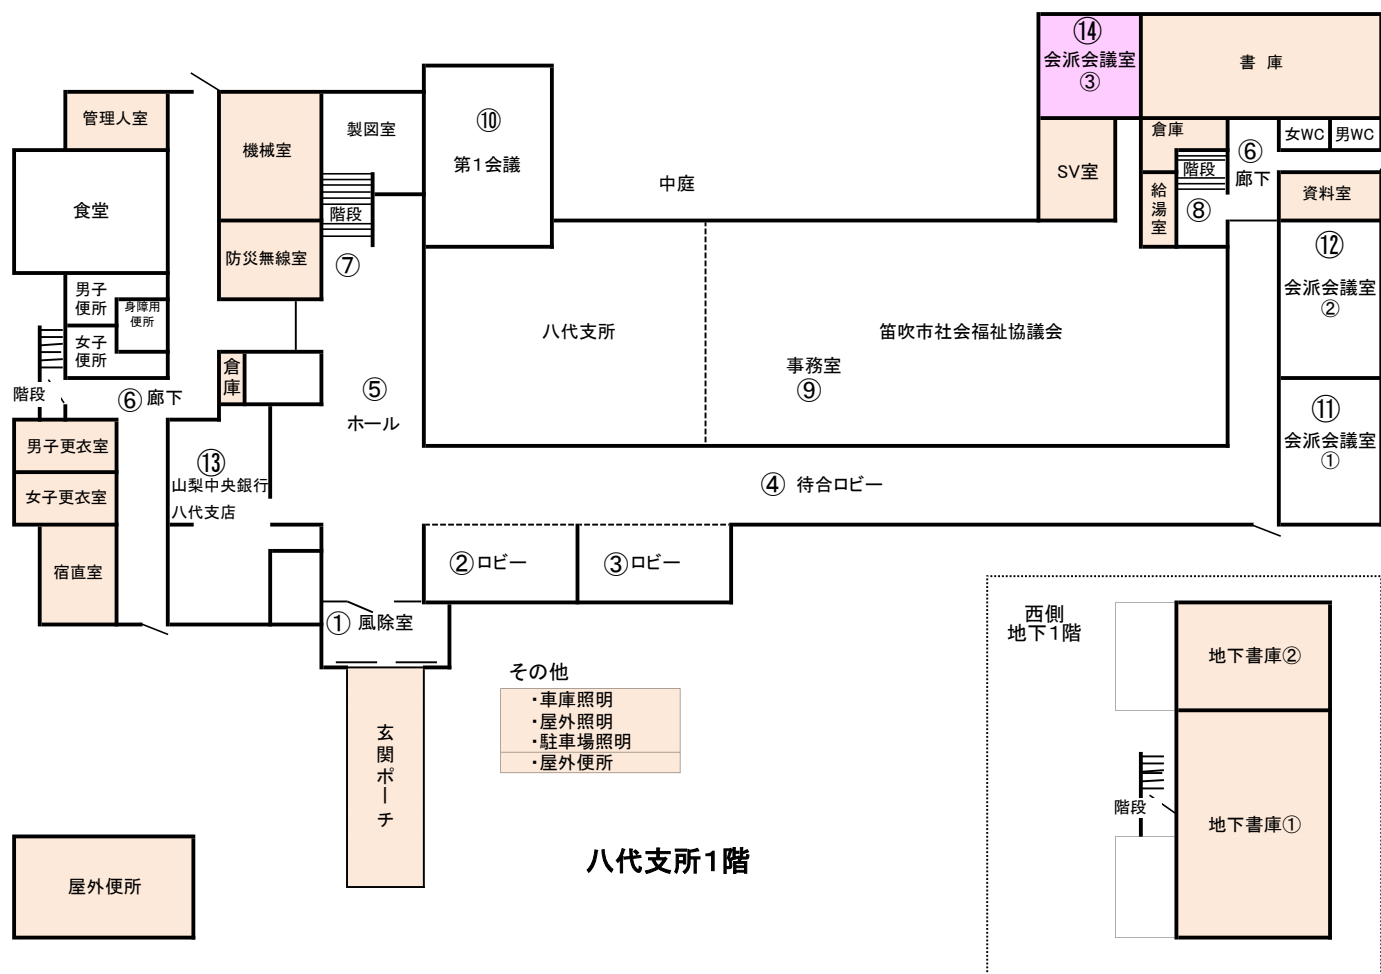 ⑭
会派会議室
③
書 庫
管理人室
機械室
製図室
⑩
第1会議
中庭
SV室
倉庫
階段
給湯室
⑧
⑥
廊下
女WC
男WC
資料室
食堂
防災無線室
階段
⑦
⑫
会派会議室
②
男子
便所
身障用
便所
女子
便所
八代支所
笛吹市社会福祉協議会
事務室
⑨
倉庫
⑤
ホール
階段
⑥ 廊下
⑪
会派会議室
①
男子更衣室
女子更衣室
⑬
山梨中央銀行
八代支店
④ 待合ロビー
宿直室
②ロビー
③ロビー
① 風除室
その他
・車庫照明
・屋外照明
・駐車場照明
・屋外便所
玄関ポーチ
西側
地下1階
地下書庫②
階段
地下書庫①
八代支所1階
屋外便所